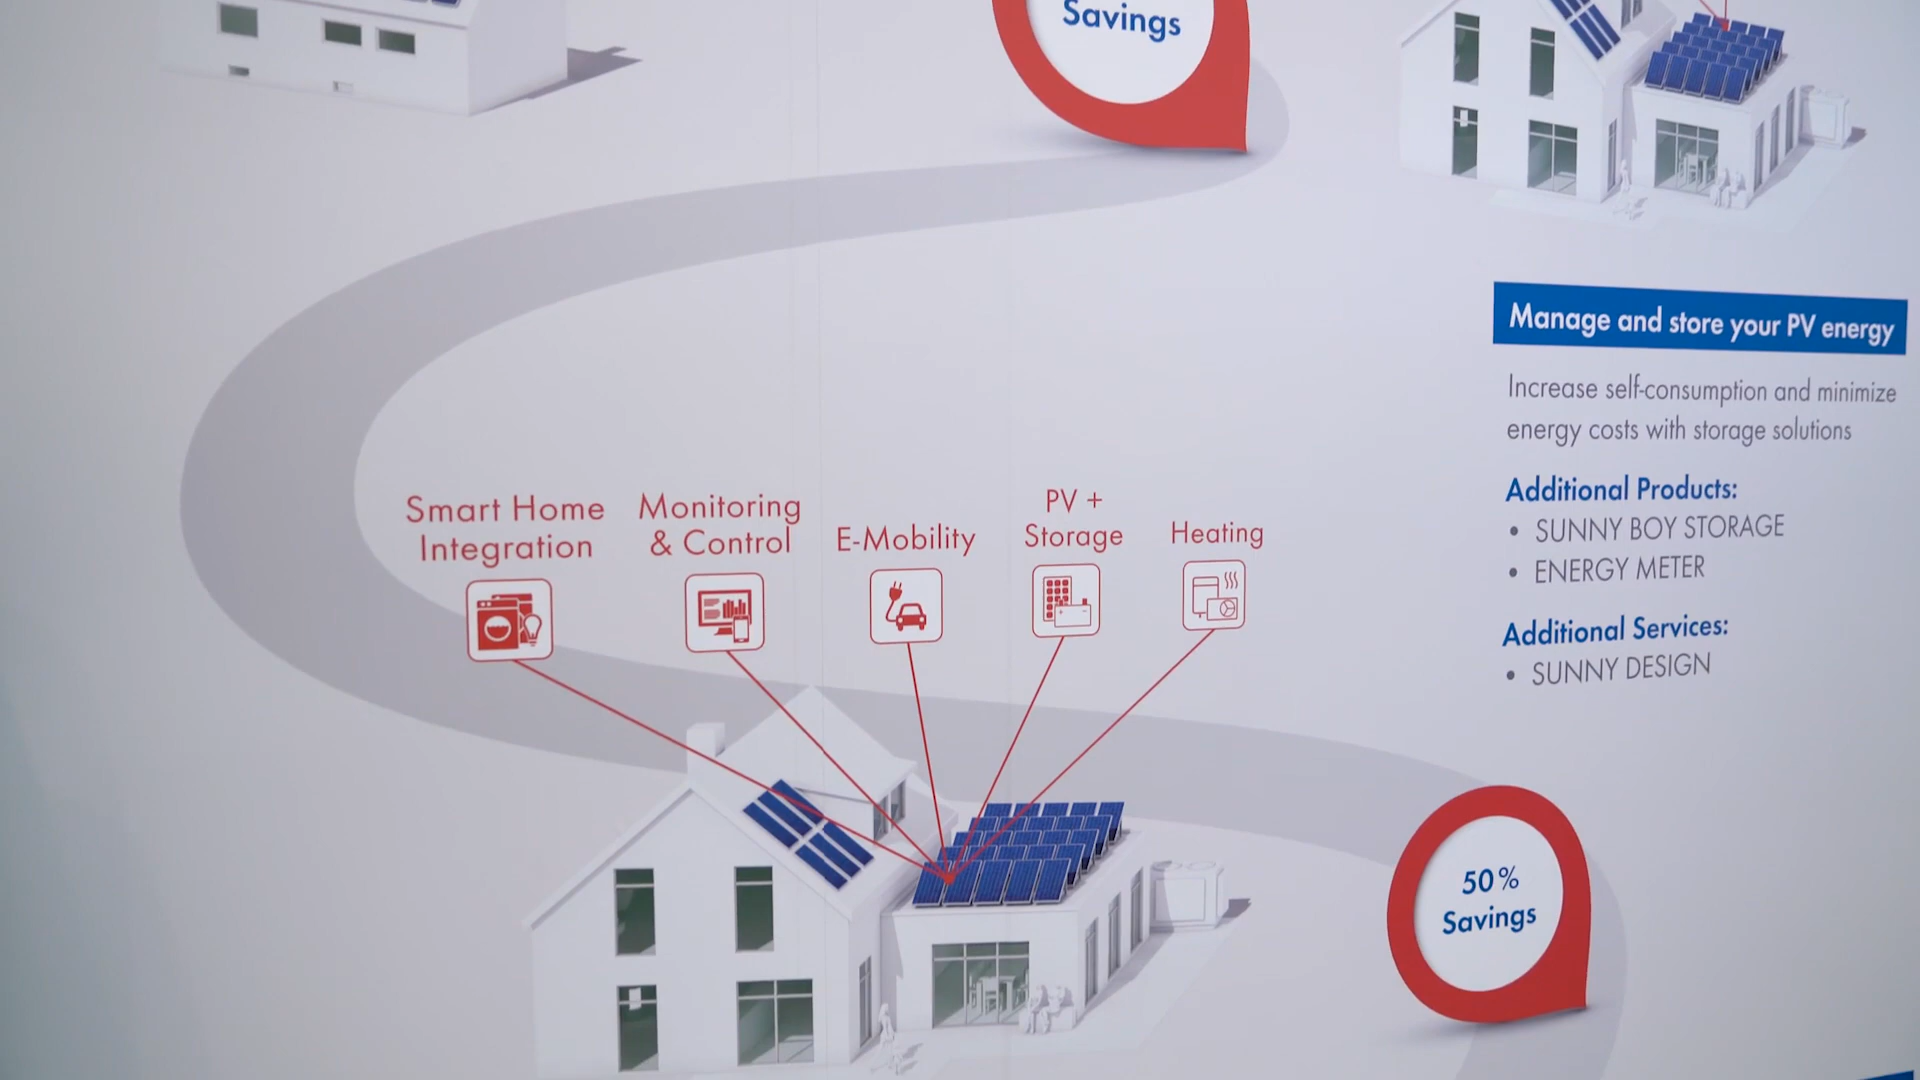 Savings
Manage and store your PV energy
Increase self-consumption and minimize
energy costs with storage solutions
Additional Products:
• SUNNY BOY STORAGE
• ENERGY METER
Additional Services:
• SUNNY DESIGN
Smart Home
Integration
Monitoring
& Control
E-Mobility
PV +
Storage
Heating
50%
Savings